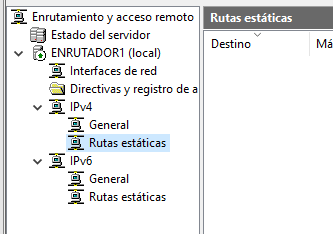 Enrutamiento y acceso remoto
Estado del servidor
ENRUTADOR1 (local)
Interfaces de red
Directivas y registro de a
IPv4
General
Rutas estáticas
IPv6
General
Rutas estáticas
Rutas estáticas
Destino
Má